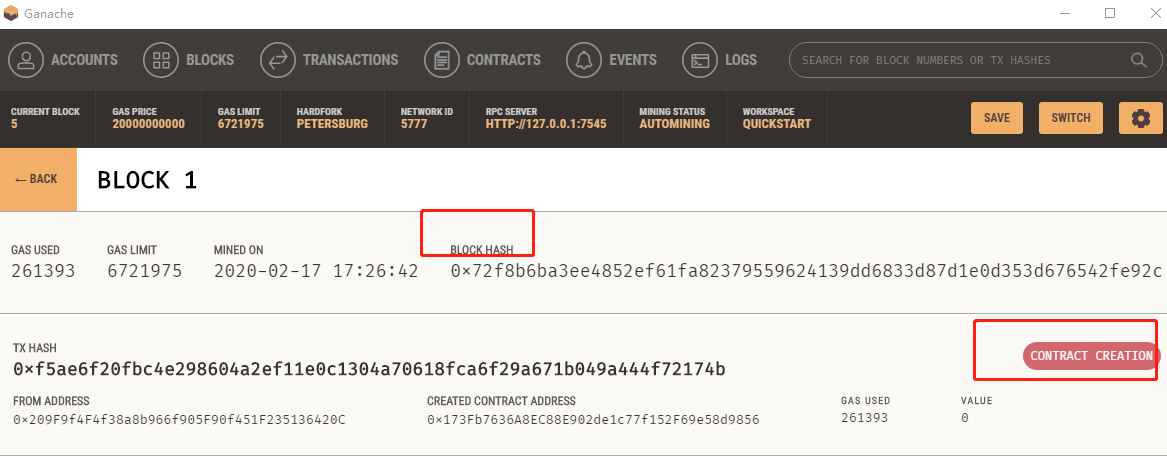 Ganache
ACCOUNTS BLOCKS TRANSACTIONS CONTRACTS EVENTS LOGS SEARCH FOR BLOCK NUMBERS OR TX HASHES
CURRENT BLOCK GAS PRICE GAS LIMIT HARDFORK NETWORK ID RPC SERVER MINING STATUS WORKSPACE
5 20000000000 6721975 PETERSBURG 5777 HTTP://127.0.0.1:7545 AUTOMINING QUICKSTART
SAVE SWITCH
← BACK BLOCK 1
GAS USED GAS LIMIT MINED ON BLOCK HASH
261393 6721975 2020-02-17 17:26:42 0×72f8b6ba3ee4852ef61fa82379559624139dd6833d87d1e0d353d676542fe92c
TX HASH
0×f5ae6f20fbc4e298604a2ef11e0c1304a70618fca6f29a671b049a444f72174b
CONTRACT CREATION
FROM ADDRESS CREATED CONTRACT ADDRESS GAS USED VALUE
0×209F9f4F4f38a8b966f905F90f451F235136420C 0×173Fb7636A8EC88E902de1c77f152F69e58d9856 261393 0